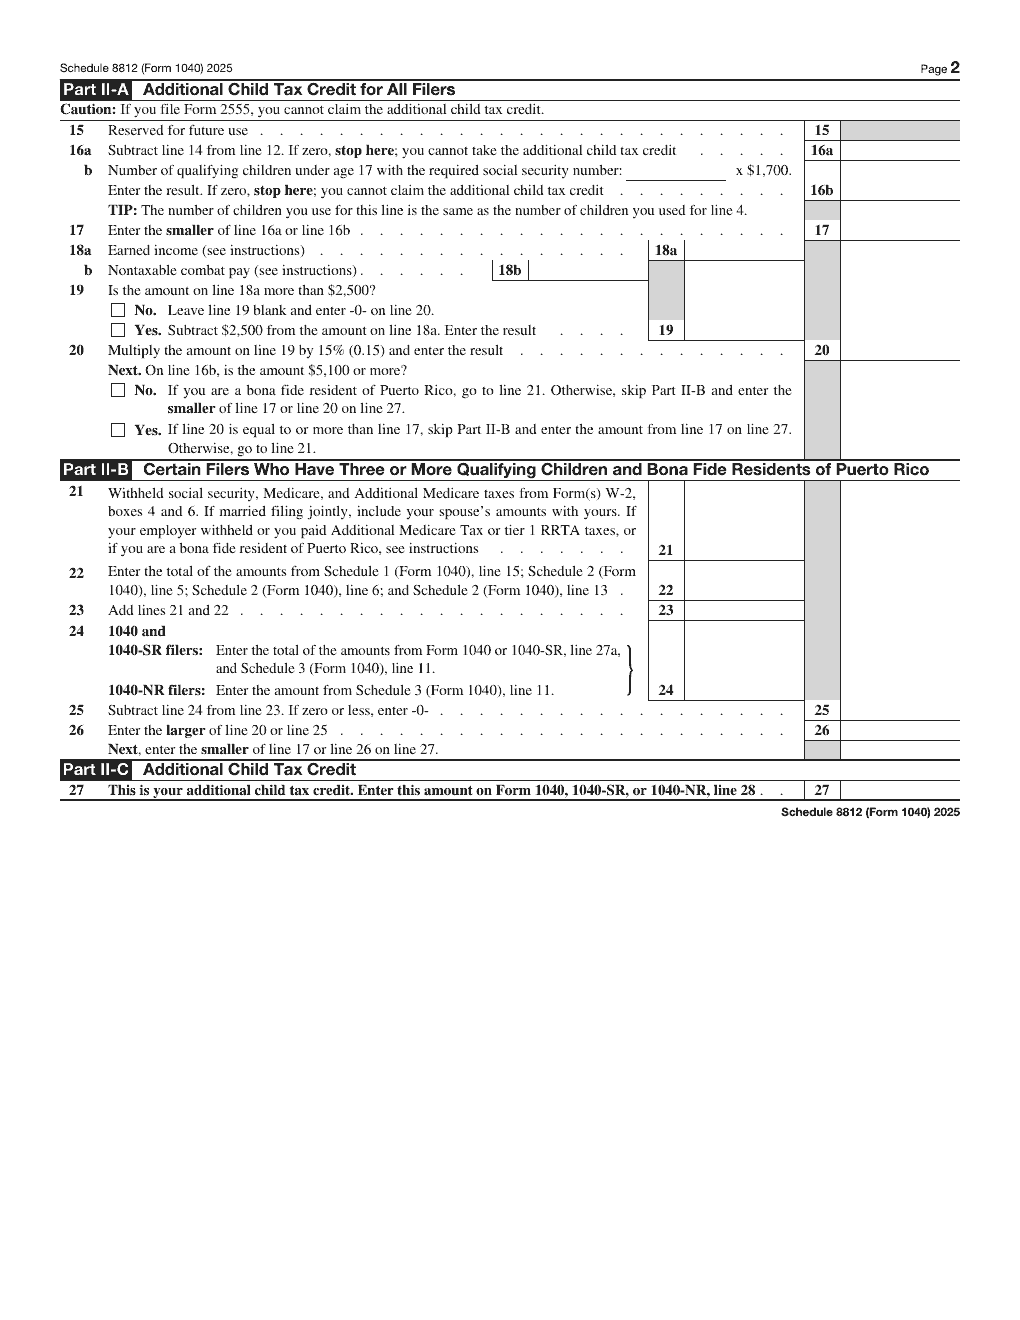 Schedule 8812 (Form 1040) 2025 Page 2
Part II-A Additional Child Tax Credit for All Filers
Caution: If you file Form 2555, you cannot claim the additional child tax credit.
15 Reserved for future use . . . . . . . . . . . . . . . . . . . . . . . . . . . . 15
16a Subtract line 14 from line 12. If zero, stop here; you cannot take the additional child tax credit . . . . . 16a
b Number of qualifying children under age 17 with the required social security number: x $1,700.
Enter the result. If zero, stop here; you cannot claim the additional child tax credit . . . . . . . . . 16b
TIP: The number of children you use for this line is the same as the number of children you used for line 4.
17 Enter the smaller of line 16a or line 16b . . . . . . . . . . . . . . . . . . . . . . 17
18a Earned income (see instructions) . . . . . . . . . . . . . . . . 18a
b Nontaxable combat pay (see instructions) . . . . . . 18b
19 Is the amount on line 18a more than $2,500?
No. Leave line 19 blank and enter -0- on line 20.
Yes. Subtract $2,500 from the amount on line 18a. Enter the result . . . . 19
20 Multiply the amount on line 19 by 15% (0.15) and enter the result . . . . . . . . . . . . . . 20
Next. On line 16b, is the amount $5,100 or more?
No. If you are a bona fide resident of Puerto Rico, go to line 21. Otherwise, skip Part II-B and enter the
smaller of line 17 or line 20 on line 27.
Yes. If line 20 is equal to or more than line 17, skip Part II-B and enter the amount from line 17 on line 27.
Otherwise, go to line 21.
Part II-B Certain Filers Who Have Three or More Qualifying Children and Bona Fide Residents of Puerto Rico
21 Withheld social security, Medicare, and Additional Medicare taxes from Form(s) W-2,
boxes 4 and 6. If married filing jointly, include your spouse’s amounts with yours. If
your employer withheld or you paid Additional Medicare Tax or tier 1 RRTA taxes, or
if you are a bona fide resident of Puerto Rico, see instructions . . . . . . . 21
22 Enter the total of the amounts from Schedule 1 (Form 1040), line 15; Schedule 2 (Form
1040), line 5; Schedule 2 (Form 1040), line 6; and Schedule 2 (Form 1040), line 13 . 22
23 Add lines 21 and 22 . . . . . . . . . . . . . . . . . . . . 23
24 1040 and
1040-SR filers: Enter the total of the amounts from Form 1040 or 1040-SR, line 27a,
and Schedule 3 (Form 1040), line 11.
1040-NR filers: Enter the amount from Schedule 3 (Form 1040), line 11. 24
25 Subtract line 24 from line 23. If zero or less, enter -0- . . . . . . . . . . . . . . . . . . 25
26 Enter the larger of line 20 or line 25 . . . . . . . . . . . . . . . . . . . . . . . 26
Next, enter the smaller of line 17 or line 26 on line 27.
Part II-C Additional Child Tax Credit
27 This is your additional child tax credit. Enter this amount on Form 1040, 1040-SR, or 1040-NR, line 28 . . 27
Schedule 8812 (Form 1040) 2025